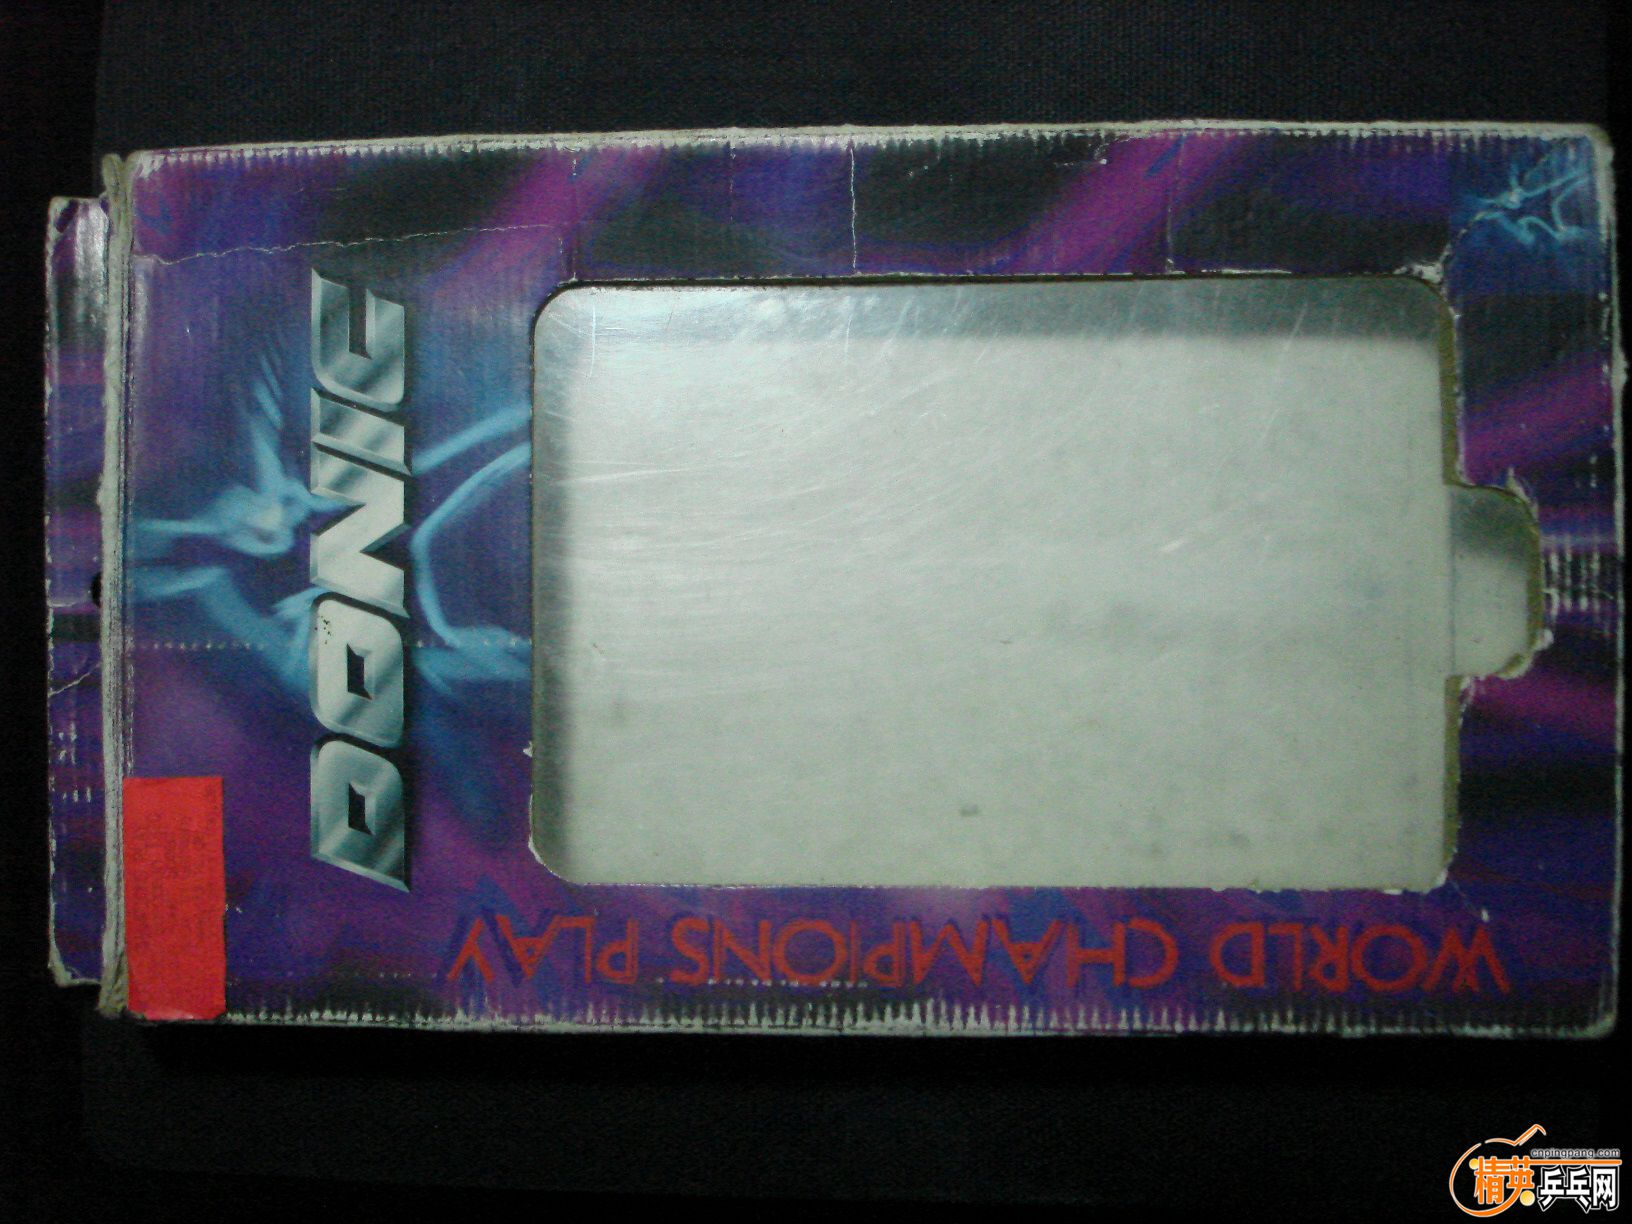 DONIC
WORLD CHAMPIONS PLAY
cnpingpang.com
精英乒乓网